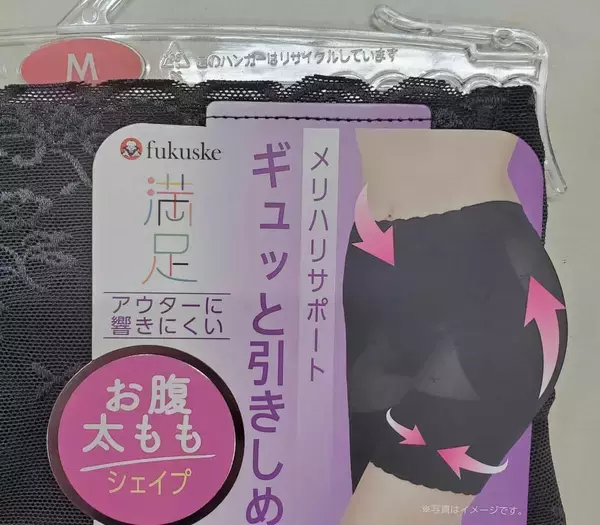 M
このハンガーはリサイクルしています
fukuske
満足
アウターに
響きにくい
メリハリサポート
ギュッと引きしめ
お腹
太もも
シェイプ
※写真はイメージです。